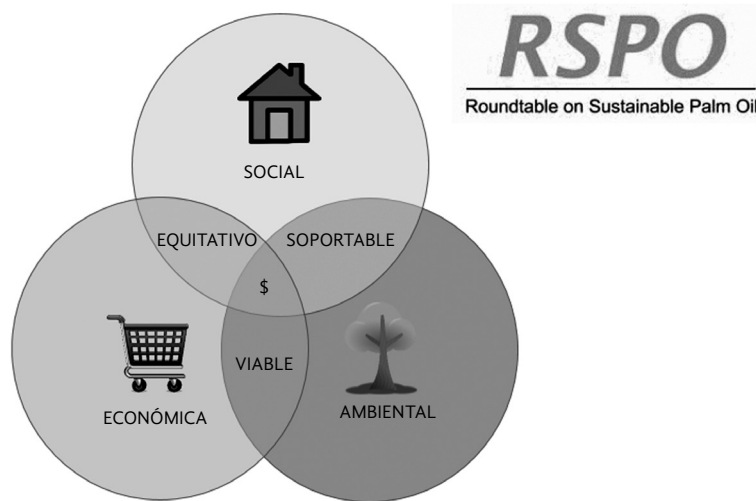 RSPO
Roundtable on Sustainable Palm Oil
SOCIAL
EQUITATIVO
SOPORTABLE
$
VIABLE
ECONÓMICA
AMBIENTAL